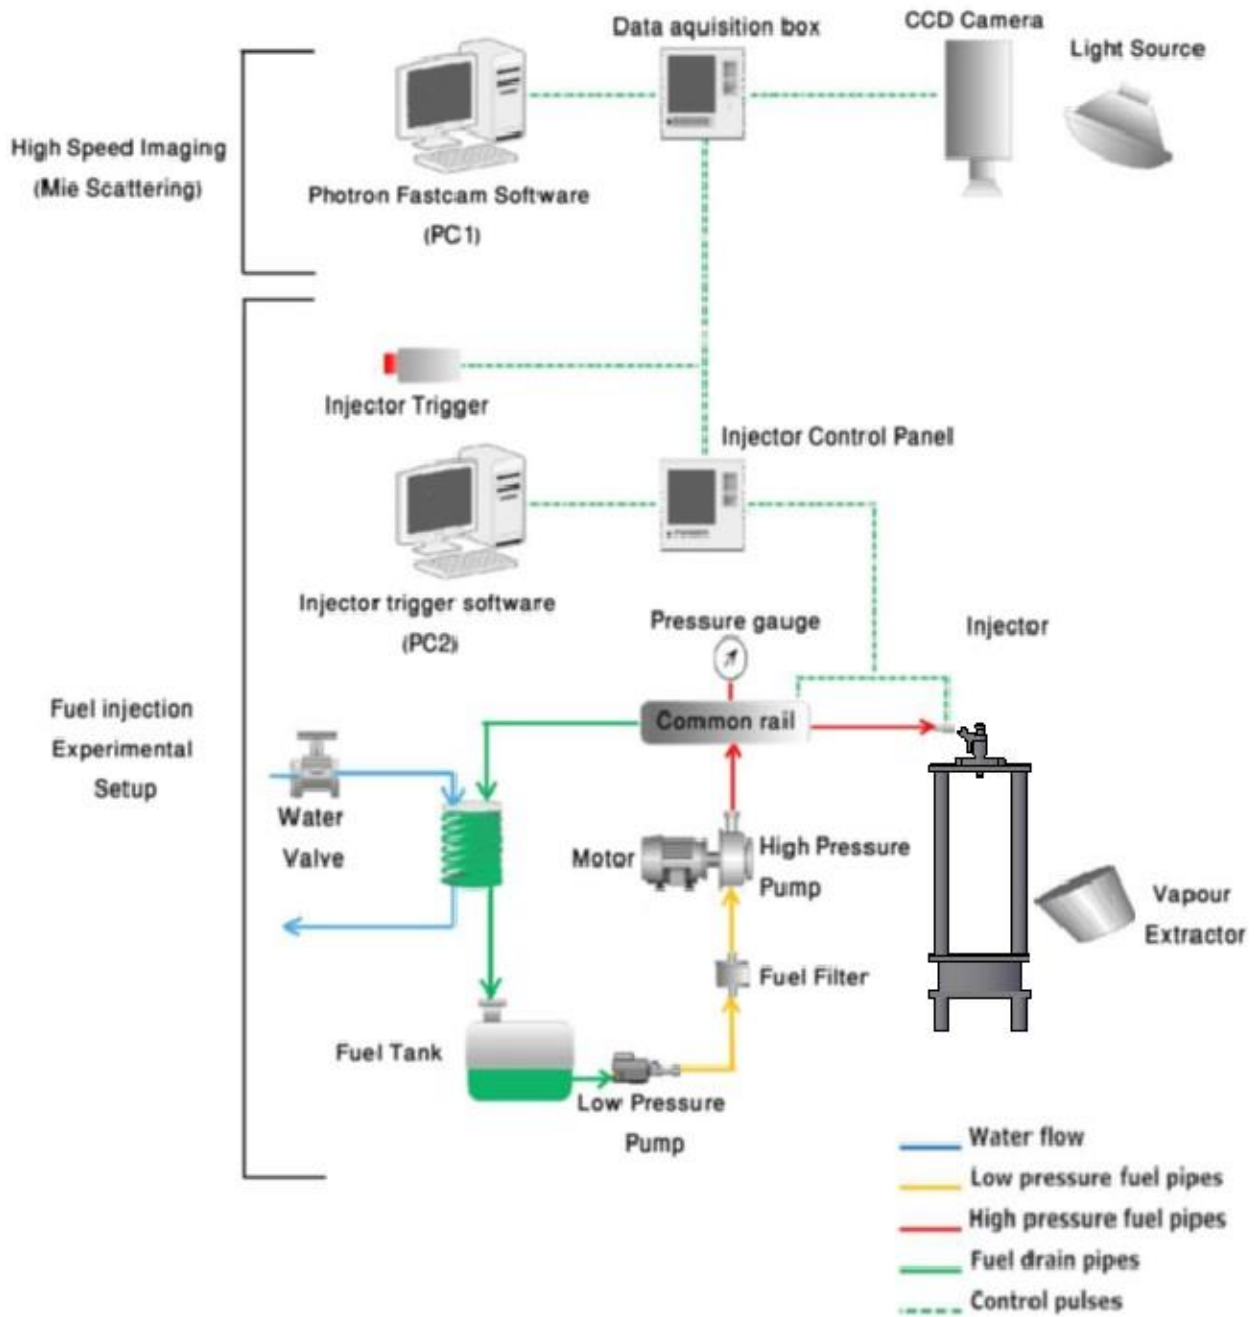 Data aquisition box
CCD Camera
Light Source
High Speed Imaging
(Mie Scattering)
Photron Fastcam Software
(PC1)
Injector Trigger
Injector Control Panel
Injector trigger software
(PC2)
Pressure gauge
Injector
Fuel injection
Experimental
Setup
Common rail
Water
Valve
Motor
High Pressure
Pump
Vapour
Extractor
Fuel Filter
Fuel Tank
Low Pressure
Pump
Water flow
Low pressure fuel pipes
High pressure fuel pipes
Fuel drain pipes
Control pulses